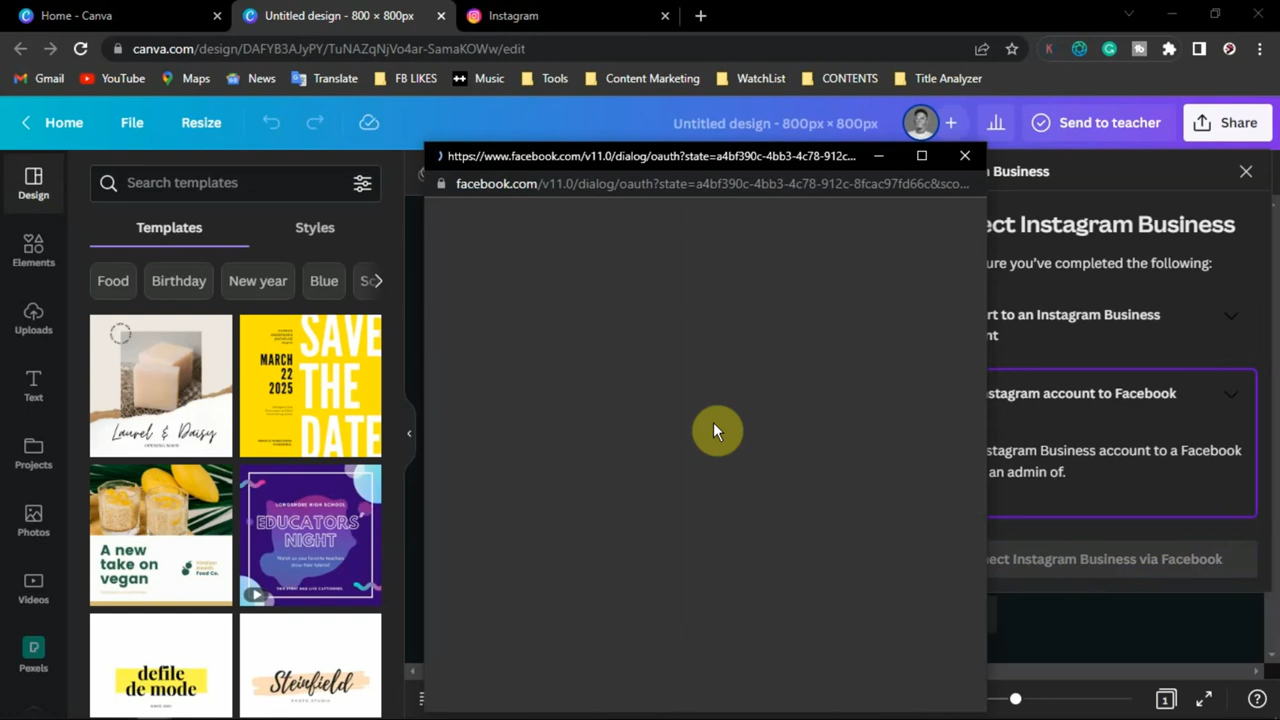 Home - Canva
Untitled design - 800 × 800px
Instagram
canva.com/design/DAFYB3AJyPY/TuNAZqNjVo4ar-SamaKOWw/edit
Gmail
YouTube
Maps
News
Translate
FB LIKES
Music
Tools
Content Marketing
WatchList
CONTENTS
Title Analyzer
Home
File
Resize
Untitled design - 800px × 800px
Send to teacher
Share
https://www.facebook.com/v11.0/dialog/oauth?state=a4bf390c-4bb3-4c78-912c...
facebook.com/v11.0/dialog/oauth?state=a4bf390c-4bb3-4c78-912c-8fcac97fd66c&sco...
Design
Elements
Uploads
Text
Projects
Photos
Videos
Pexels
Search templates
Templates
Styles
Food
Birthday
New year
Blue
Sc
Laurel & Daisy
OPENING SOON
SAVE
THE
DATE
MARCH
22
2025
A new
take on
vegan
EDUCATORS'
NIGHT
defile
de mode
Steinfield
PHOTO STUDIO
Business
ect Instagram Business
ure you've completed the following:
rt to an Instagram Business
nt
stagram account to Facebook
stagram Business account to a Facebook
an admin of.
nect Instagram Business via Facebook
1